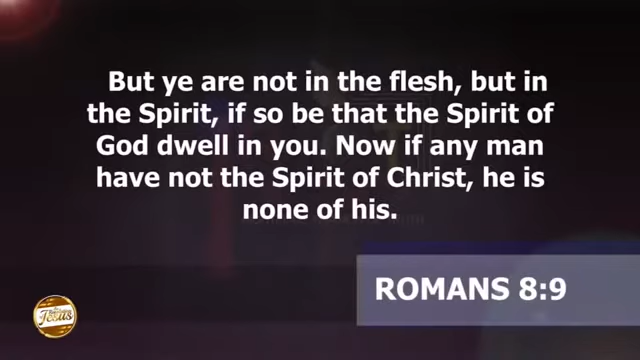 But ye are not in the flesh, but in
the Spirit, if so be that the Spirit of
God dwell in you. Now if any man
have not the Spirit of Christ, he is
none of his.
ROMANS 8:9
Jesus